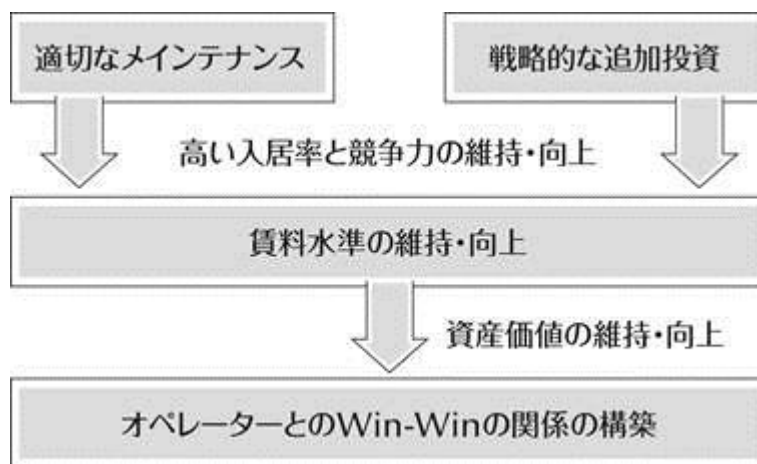 適切なメインテナンス
戦略的な追加投資
高い入居率と競争力の維持・向上
賃料水準の維持・向上
資産価値の維持・向上
オペレーターとのWin-Winの関係の構築